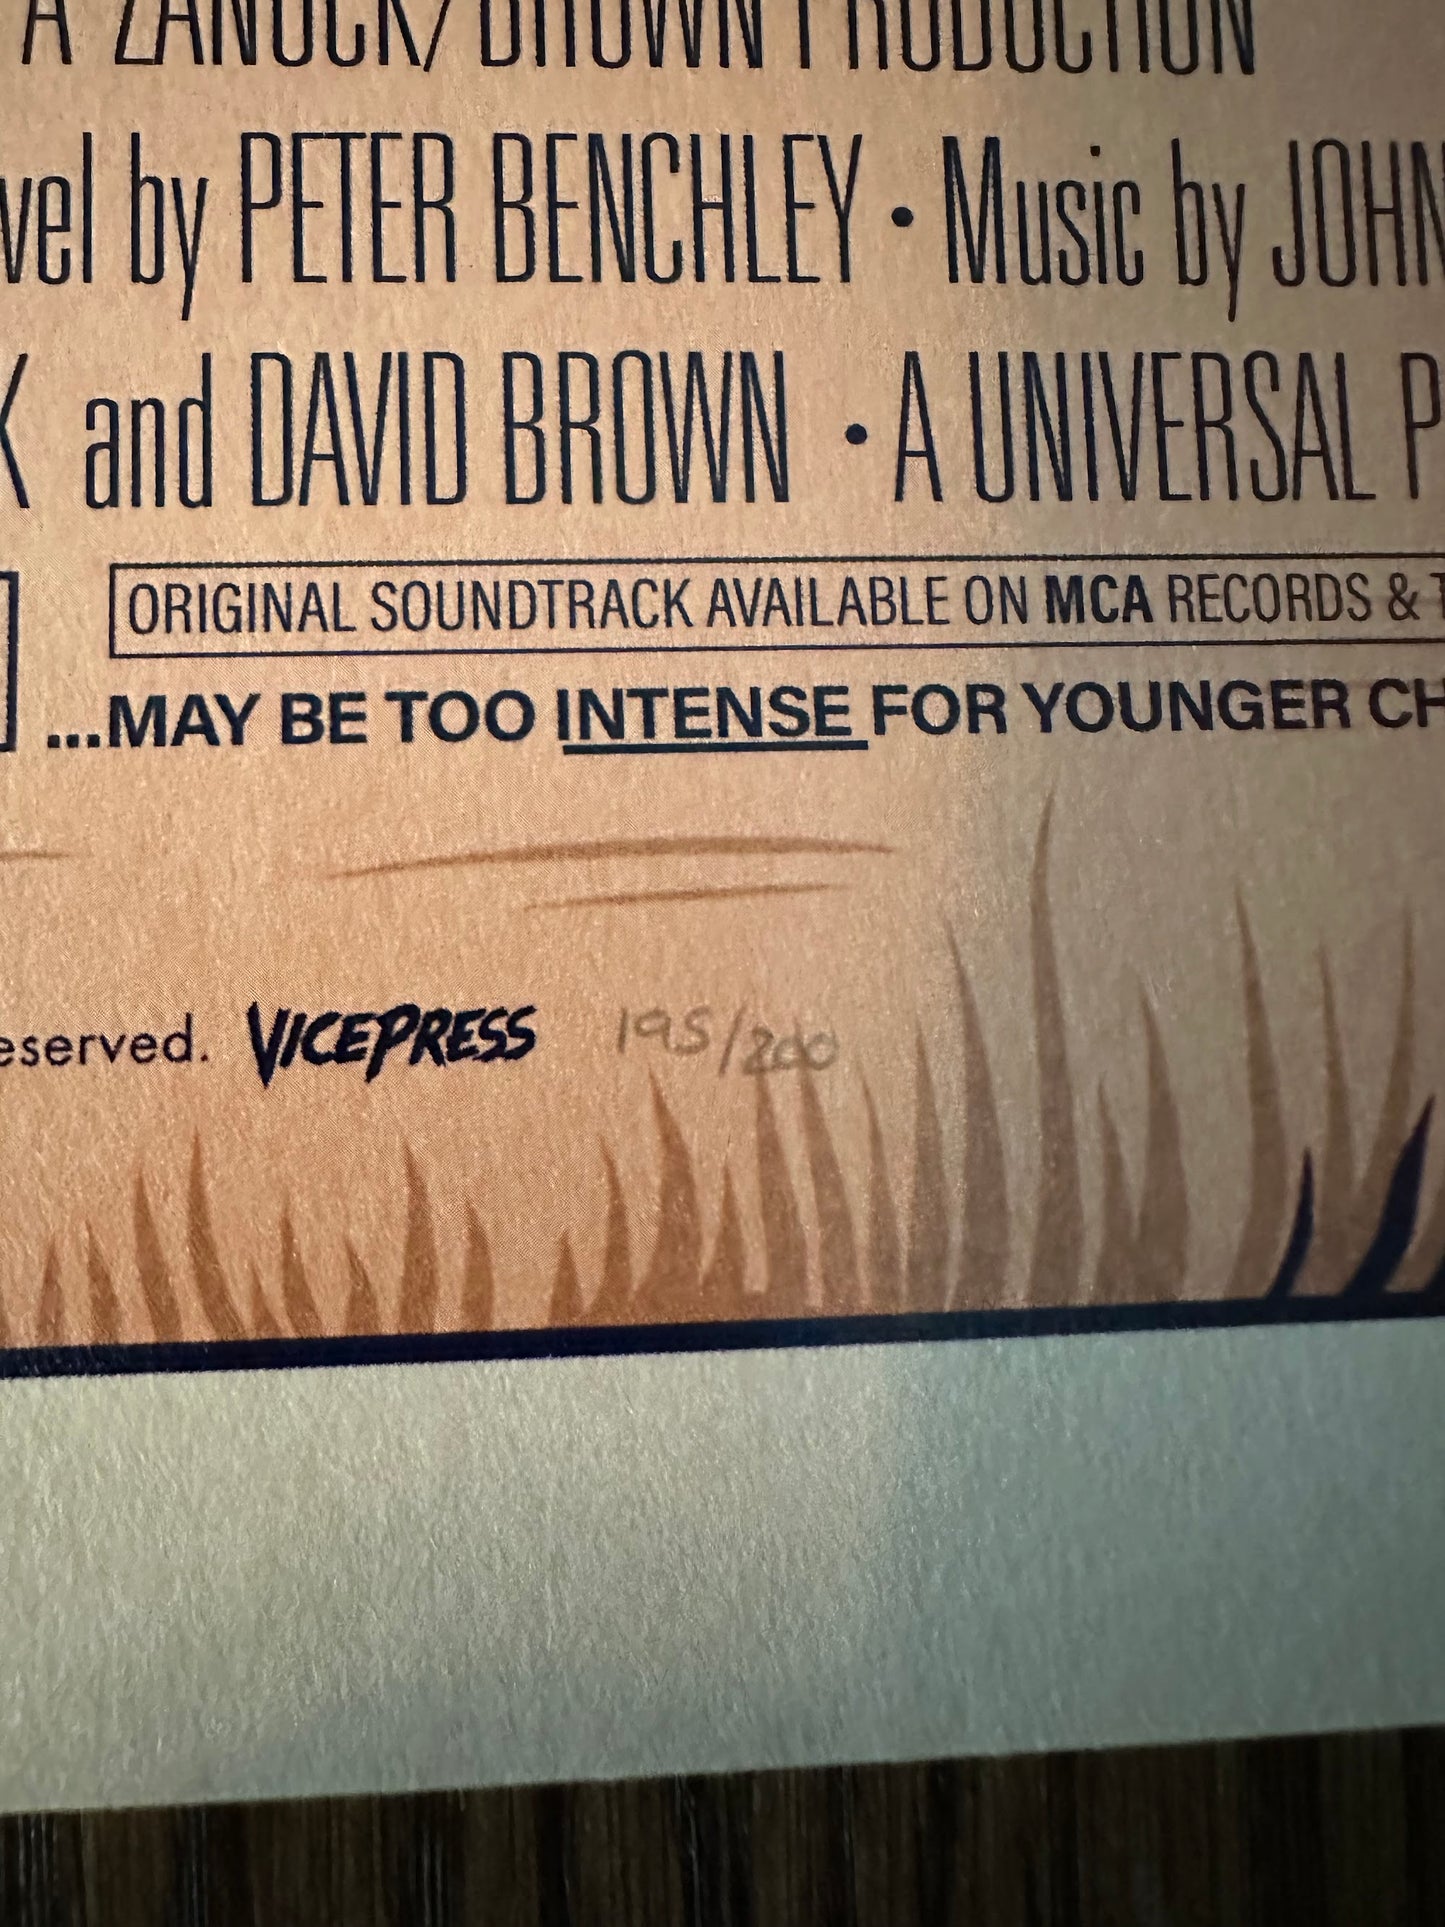 A ZANUCK/BROWN PRODUCTION
vel by PETER BENCHLEY • Music by JOHN
K and DAVID BROWN • A UNIVERSAL P
ORIGINAL SOUNDTRACK AVAILABLE ON MCA RECORDS & T
...MAY BE TOO INTENSE FOR YOUNGER CH
eserved. VICEPRESS 195/200